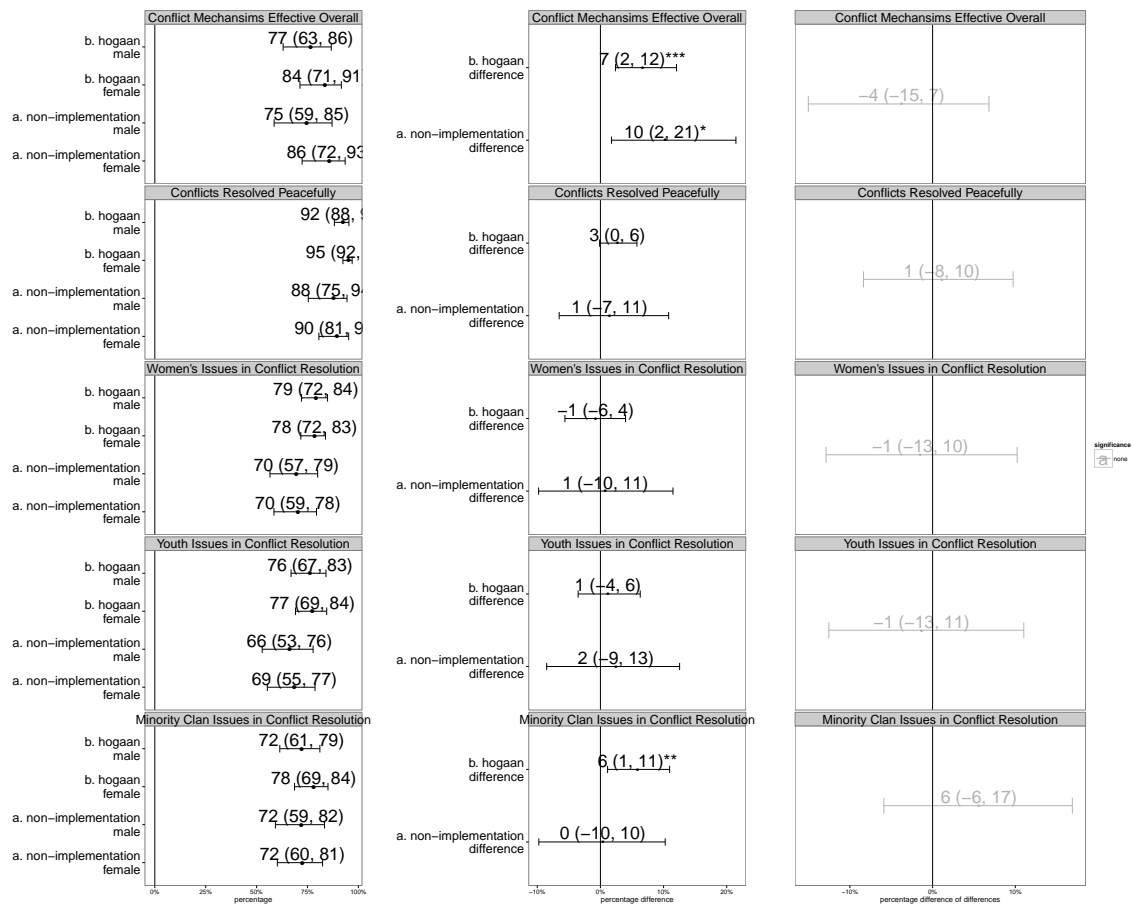 Conflict Mechansims Effective Overall
b. hogaan
male
77 (63, 86)
b. hogaan
female
84 (71, 91
a. non−implementation
male
75 (59, 85)
a. non−implementation
female
86 (72, 93
Conflicts Resolved Peacefully
b. hogaan
male
92 (88, 9
b. hogaan
female
95 (92,
a. non−implementation
male
88 (75, 94
a. non−implementation
female
90 (81, 9
Women's Issues in Conflict Resolution
b. hogaan
male
79 (72, 84)
b. hogaan
female
78 (72, 83)
a. non−implementation
male
70 (57, 79)
a. non−implementation
female
70 (59, 78)
Youth Issues in Conflict Resolution
b. hogaan
male
76 (67, 83)
b. hogaan
female
77 (69, 84)
a. non−implementation
male
66 (53, 76)
a. non−implementation
female
69 (55, 77)
Minority Clan Issues in Conflict Resolution
b. hogaan
male
72 (61, 79)
b. hogaan
female
78 (69, 84)
a. non−implementation
male
72 (59, 82)
a. non−implementation
female
72 (60, 81)
0% 25% 50% 75% 100%
percentage
Conflict Mechansims Effective Overall
b. hogaan
difference
7 (2, 12)***
a. non−implementation
difference
10 (2, 21)*
Conflicts Resolved Peacefully
b. hogaan
difference
3 (0, 6)
a. non−implementation
difference
1 (−7, 11)
Women's Issues in Conflict Resolution
b. hogaan
difference
−1 (−6, 4)
a. non−implementation
difference
1 (−10, 11)
Youth Issues in Conflict Resolution
b. hogaan
difference
1 (−4, 6)
a. non−implementation
difference
2 (−9, 13)
Minority Clan Issues in Conflict Resolution
b. hogaan
difference
6 (1, 11)**
a. non−implementation
difference
0 (−10, 10)
−10% 0% 10% 20%
percentage difference
Conflict Mechansims Effective Overall
−4 (−15, 7)
Conflicts Resolved Peacefully
1 (−8, 10)
Women's Issues in Conflict Resolution
−1 (−13, 10)
Youth Issues in Conflict Resolution
−1 (−13, 11)
Minority Clan Issues in Conflict Resolution
6 (−6, 17)
−10% 0% 10%
percentage difference of differences
significance
a none